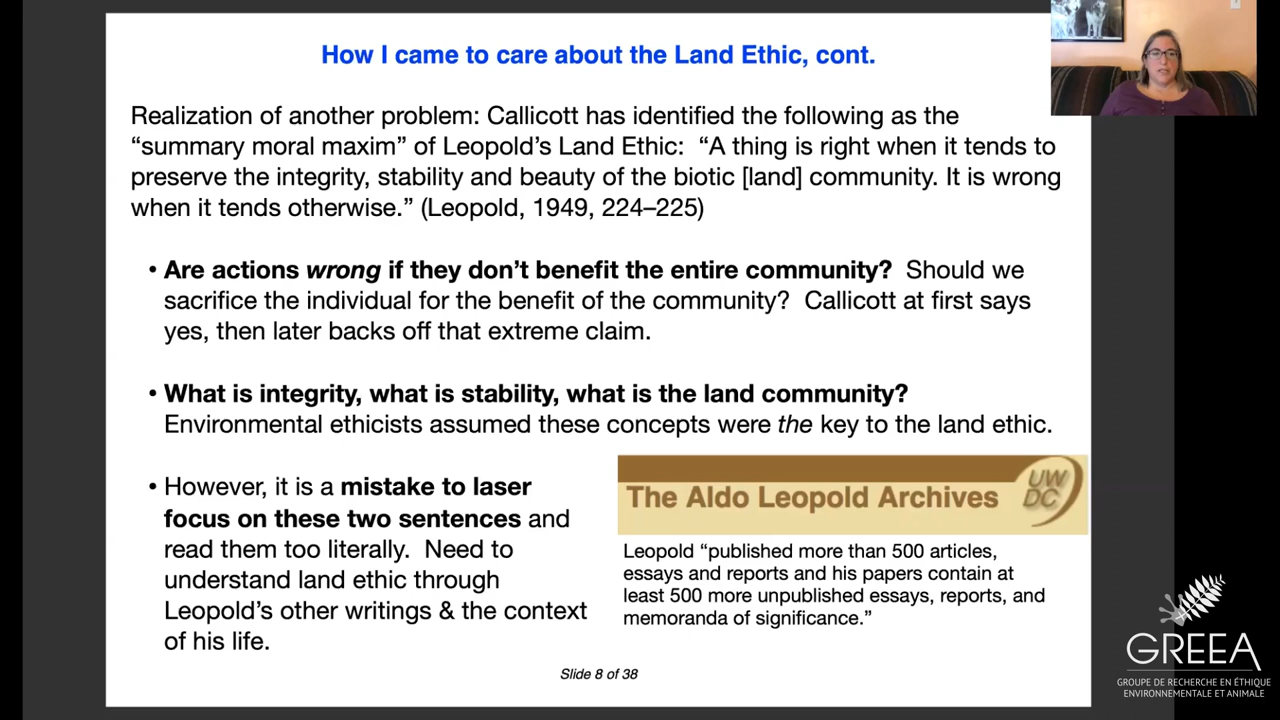 How I came to care about the Land Ethic, cont.
Realization of another problem: Callicott has identified the following as the
“summary moral maxim” of Leopold’s Land Ethic: “A thing is right when it tends to
preserve the integrity, stability and beauty of the biotic [land] community. It is wrong
when it tends otherwise.” (Leopold, 1949, 224–225)
• Are actions wrong if they don’t benefit the entire community? Should we
sacrifice the individual for the benefit of the community? Callicott at first says
yes, then later backs off that extreme claim.
• What is integrity, what is stability, what is the land community?
Environmental ethicists assumed these concepts were the key to the land ethic.
• However, it is a mistake to laser
focus on these two sentences and
read them too literally. Need to
understand land ethic through
Leopold’s other writings & the context
of his life.
The Aldo Leopold Archives
UW
DC
Leopold “published more than 500 articles,
essays and reports and his papers contain at
least 500 more unpublished essays, reports, and
memoranda of significance.”
Slide 8 of 38
GREEA
GROUPE DE RECHERCHE EN ÉTHIQUE
ENVIRONNEMENTALE ET ANIMALE